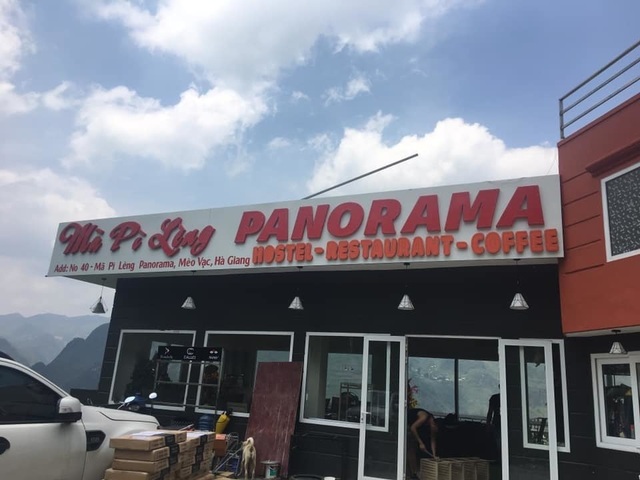 Mã Pì Lèng PANORAMA
Add: No 40 - Mã Pì Lèng Panorama, Mèo Vạc, Hà Giang
HOSTEL - RESTAURANT - COFFEE